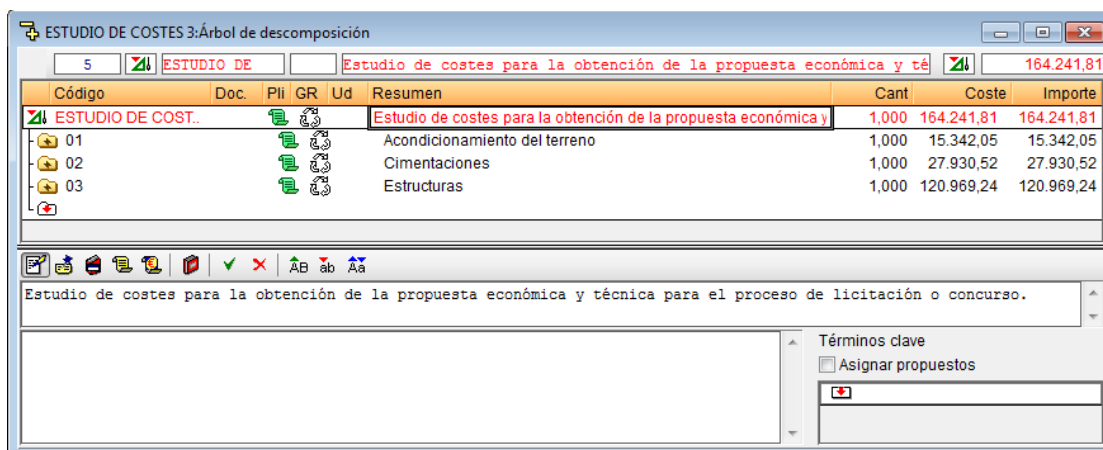 ESTUDIO DE COSTES 3:Árbol de descomposición
5 ESTUDIO DE Estudio de costes para la obtención de la propuesta económica y té 164.241,81
Código Doc. Pli GR Ud Resumen Cant Coste Importe
ESTUDIO DE COST.. Estudio de costes para la obtención de la propuesta económica y 1,000 164.241,81 164.241,81
01 Acondicionamiento del terreno 1,000 15.342,05 15.342,05
02 Cimentaciones 1,000 27.930,52 27.930,52
03 Estructuras 1,000 120.969,24 120.969,24
ÂB ǎb Âǎ
Estudio de costes para la obtención de la propuesta económica y técnica para el proceso de licitación o concurso.
Términos clave
Asignar propuestos